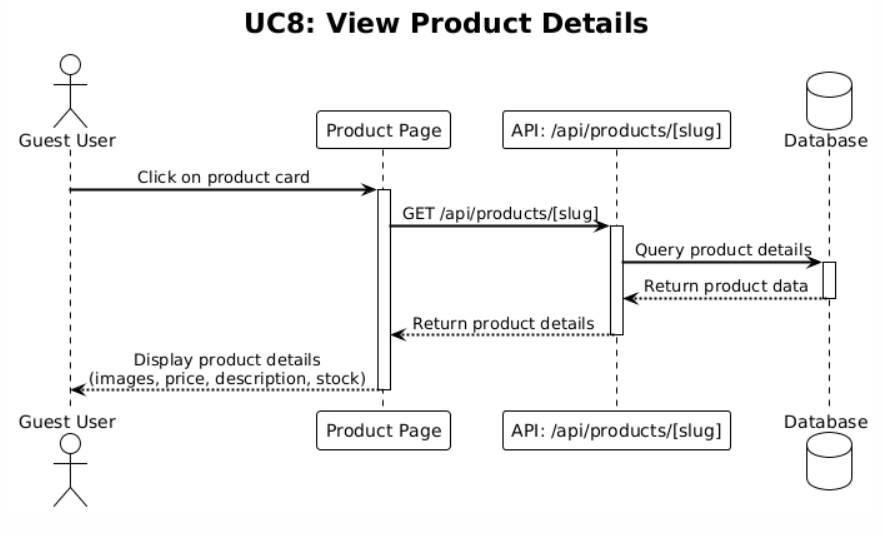 UC8: View Product Details
Guest User
Product Page
API: /api/products/[slug]
Database
Click on product card
GET /api/products/[slug]
Query product details
Return product data
Return product details
Display product details
(images, price, description, stock)
Guest User
Product Page
API: /api/products/[slug]
Database